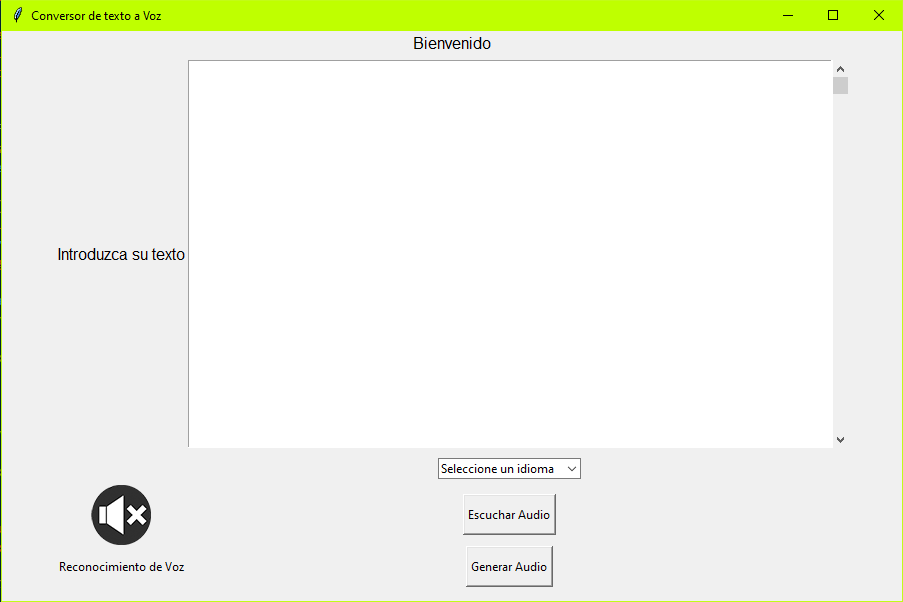 Conversor de texto a Voz
Bienvenido
Introduzca su texto
Seleccione un idioma
Escuchar Audio
Reconocimiento de Voz
Generar Audio